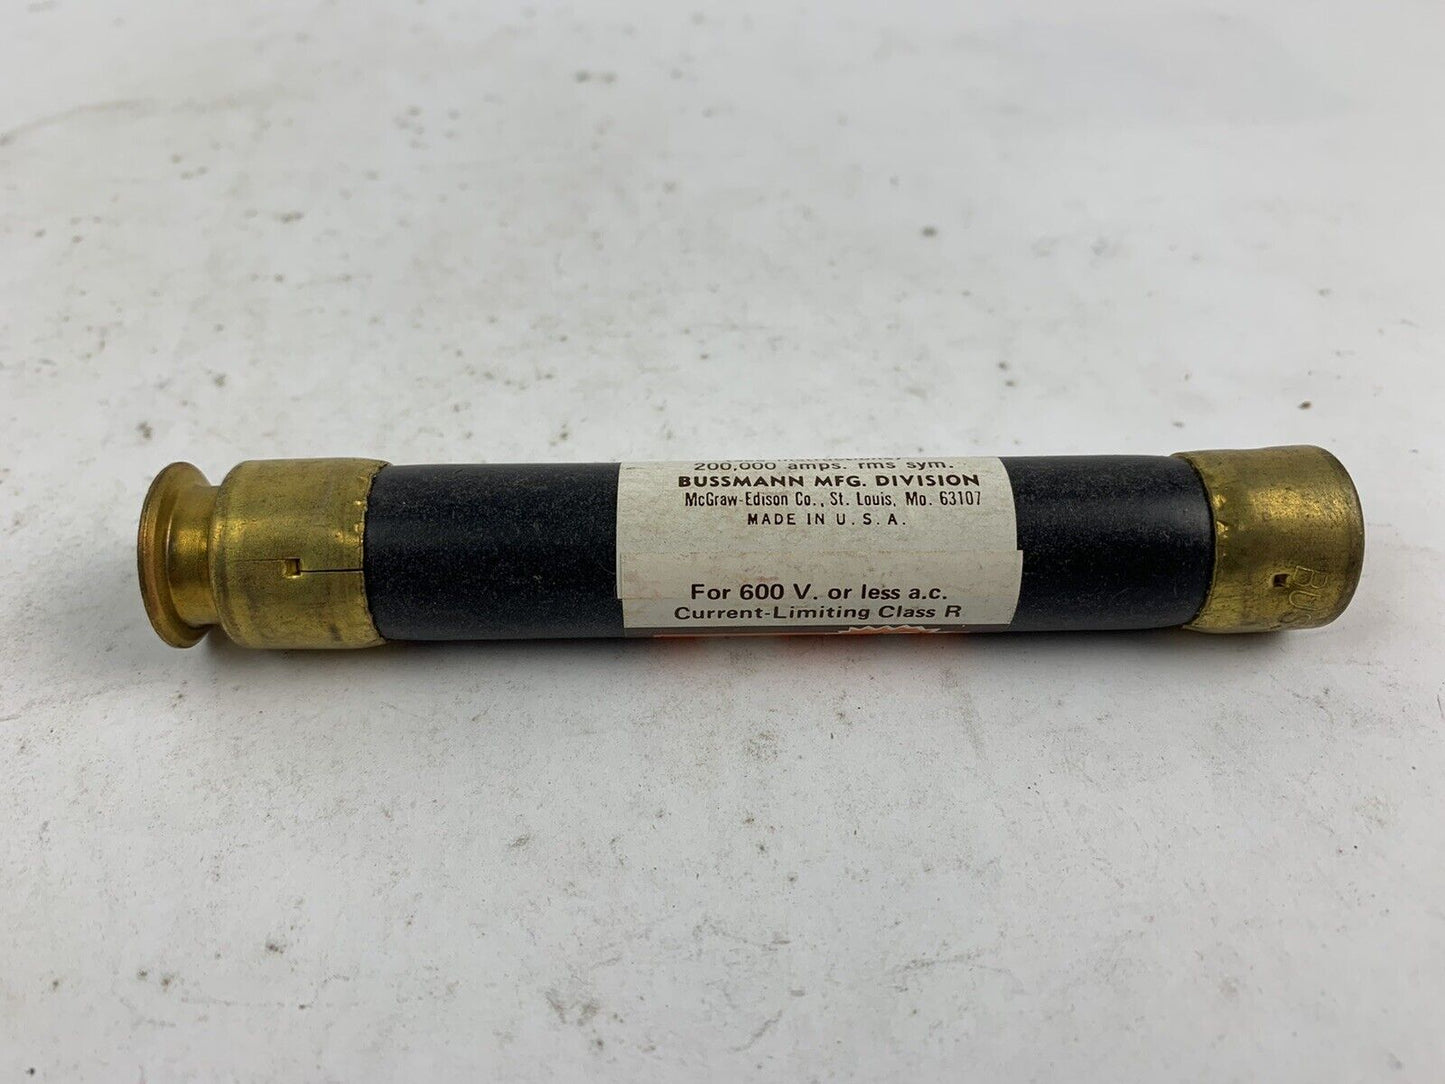 200,000 amps. rms sym.
BUSSMANN MFG. DIVISION
McGraw-Edison Co., St. Louis, Mo. 63107
MADE IN U. S. A.
For 600 V. or less a.c.
Current-Limiting Class R
BUS